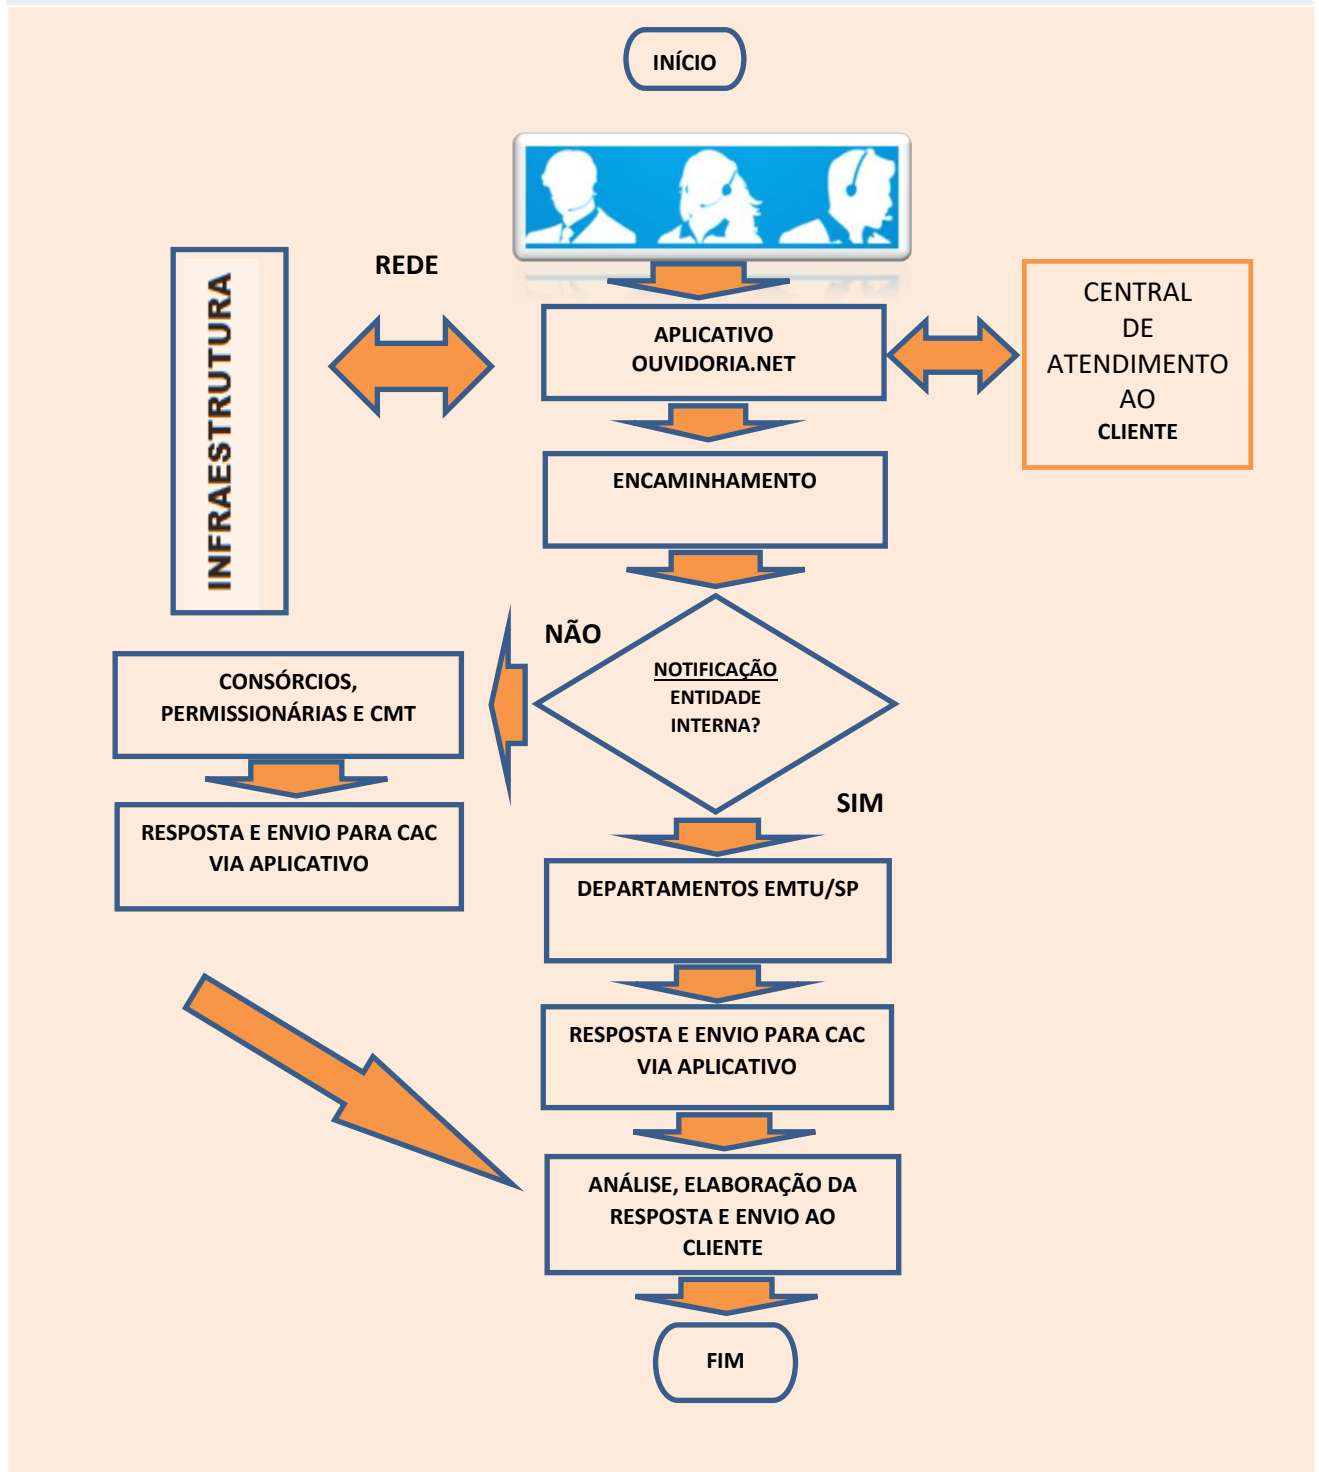 INÍCIO
REDE
INFRAESTRUTURA
APLICATIVO
OUVIDORIA.NET
CENTRAL
DE
ATENDIMENTO
AO
CLIENTE
ENCAMINHAMENTO
NÃO
NOTIFICAÇÃO
ENTIDADE
INTERNA?
CONSÓRCIOS,
PERMISSIONÁRIAS E CMT
RESPOSTA E ENVIO PARA CAC
VIA APLICATIVO
SIM
DEPARTAMENTOS EMTU/SP
RESPOSTA E ENVIO PARA CAC
VIA APLICATIVO
ANÁLISE, ELABORAÇÃO DA
RESPOSTA E ENVIO AO
CLIENTE
FIM